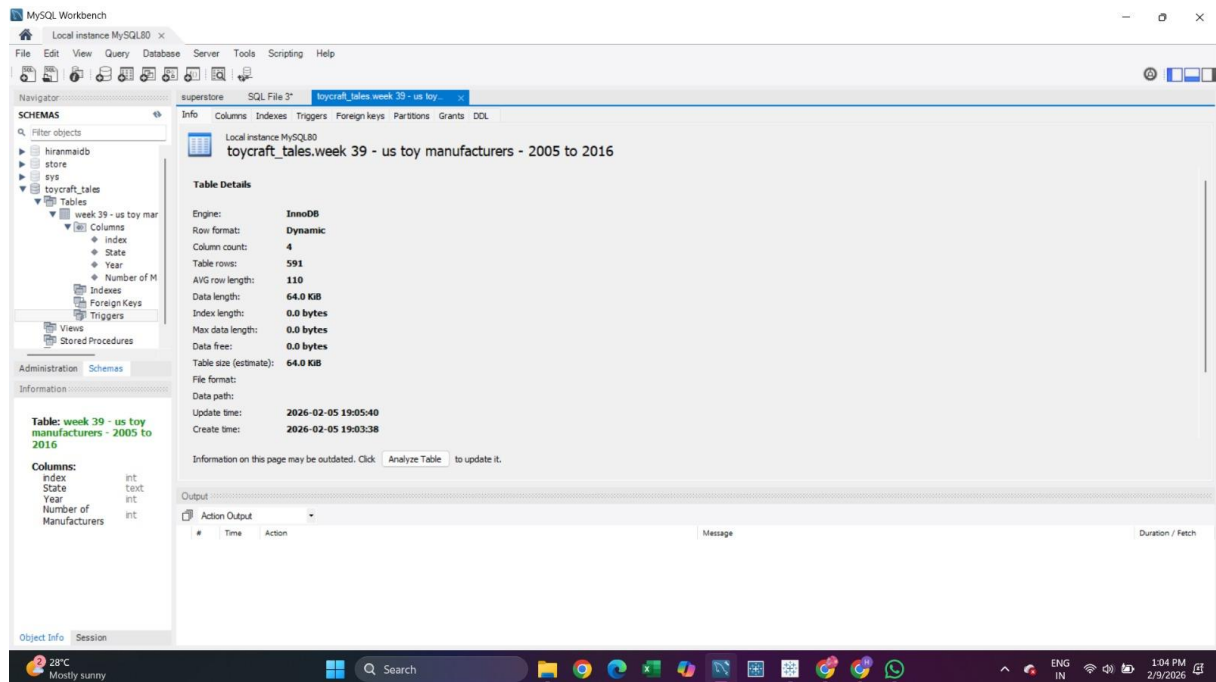 MySQL Workbench
Local instance MySQL80
File Edit View Query Database Server Tools Scripting Help
Navigator
SCHEMAS
Filter objects
hiranmaidb
store
sys
toycraft_tales
Tables
week 39 - us toy mar
Columns
index
State
Year
Number of M
Indexes
Foreign Keys
Triggers
Views
Stored Procedures
Administration Schemas
Information
Table: week 39 - us toy
manufacturers - 2005 to
2016
Columns:
index int
State text
Year int
Number of
Manufacturers int
Object Info Session
superstore SQL File 3* toycraft_tales.week 39 - us toy...
Info Columns Indexes Triggers Foreign keys Partitions Grants DDL
Local instance MySQL80
toycraft_tales.week 39 - us toy manufacturers - 2005 to 2016
Table Details
Engine: InnoDB
Row format: Dynamic
Column count: 4
Table rows: 591
AVG row length: 110
Data length: 64.0 KiB
Index length: 0.0 bytes
Max data length: 0.0 bytes
Data free: 0.0 bytes
Table size (estimate): 64.0 KiB
File format:
Data path:
Update time: 2026-02-05 19:05:40
Create time: 2026-02-05 19:03:38
Information on this page may be outdated. Click Analyze Table to update it.
Output
Action Output
# Time Action Message Duration / Fetch
2 28°C
Mostly sunny
Search
ENG
IN
1:04 PM
2/9/2026